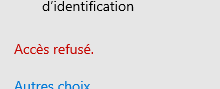 d’identification
Accès refusé.
Autres choix